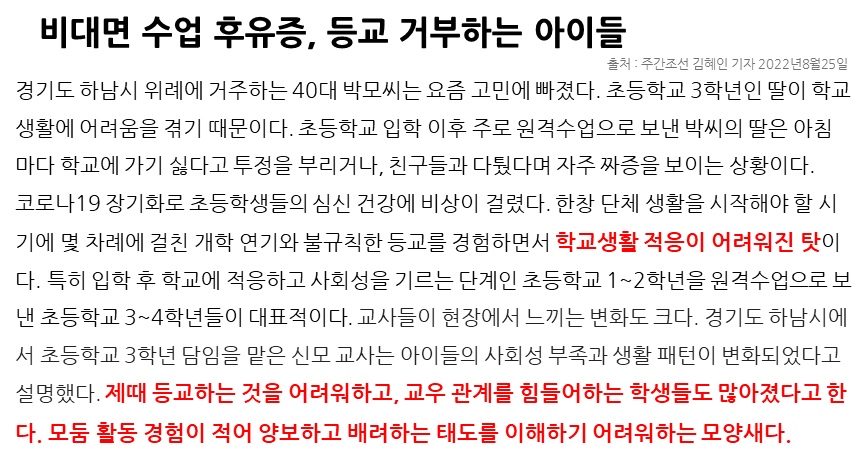 비대면 수업 후유증, 등교 거부하는 아이들
출처 : 주간조선 김혜인 기자 2022년8월25일
경기도 하남시 위례에 거주하는 40대 박모씨는 요즘 고민에 빠졌다. 초등학교 3학년인 딸이 학교
생활에 어려움을 겪기 때문이다. 초등학교 입학 이후 주로 원격수업으로 보낸 박씨의 딸은 아침
마다 학교에 가기 싫다고 투정을 부리거나, 친구들과 다퉜다며 자주 짜증을 보이는 상황이다.
코로나19 장기화로 초등학생들의 심신 건강에 비상이 걸렸다. 한창 단체 생활을 시작해야 할 시
기에 몇 차례에 걸친 개학 연기와 불규칙한 등교를 경험하면서 학교생활 적응이 어려워진 탓이
다. 특히 입학 후 학교에 적응하고 사회성을 기르는 단계인 초등학교 1~2학년을 원격수업으로 보
낸 초등학교 3~4학년들이 대표적이다. 교사들이 현장에서 느끼는 변화도 크다. 경기도 하남시에
서 초등학교 3학년 담임을 맡은 신모 교사는 아이들의 사회성 부족과 생활 패턴이 변화되었다고
설명했다. 제때 등교하는 것을 어려워하고, 교우 관계를 힘들어하는 학생들도 많아졌다고 한
다. 모둠 활동 경험이 적어 양보하고 배려하는 태도를 이해하기 어려워하는 모양새다.